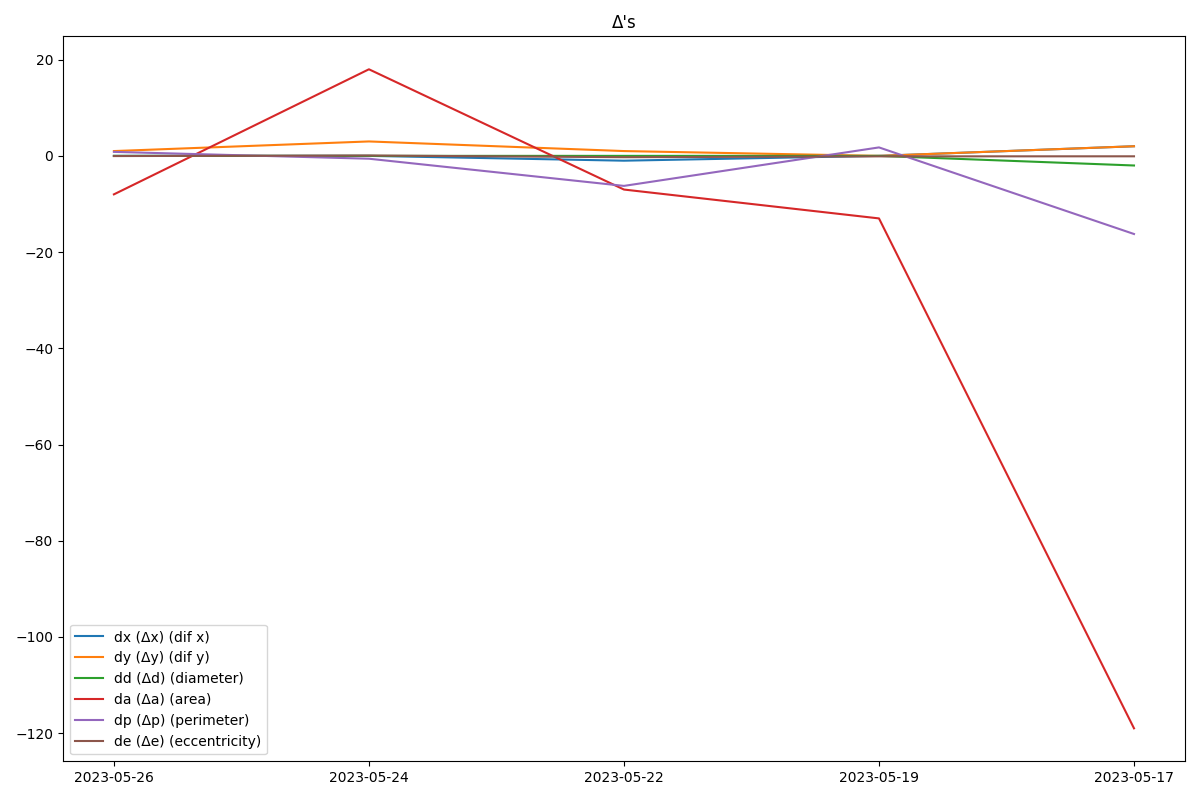 Δ's
20
0
−20
−40
−60
−80
−100
−120
dx (Δx) (dif x)
dy (Δy) (dif y)
dd (Δd) (diameter)
da (Δa) (area)
dp (Δp) (perimeter)
de (Δe) (eccentricity)
2023-05-26 2023-05-24 2023-05-22 2023-05-19 2023-05-17